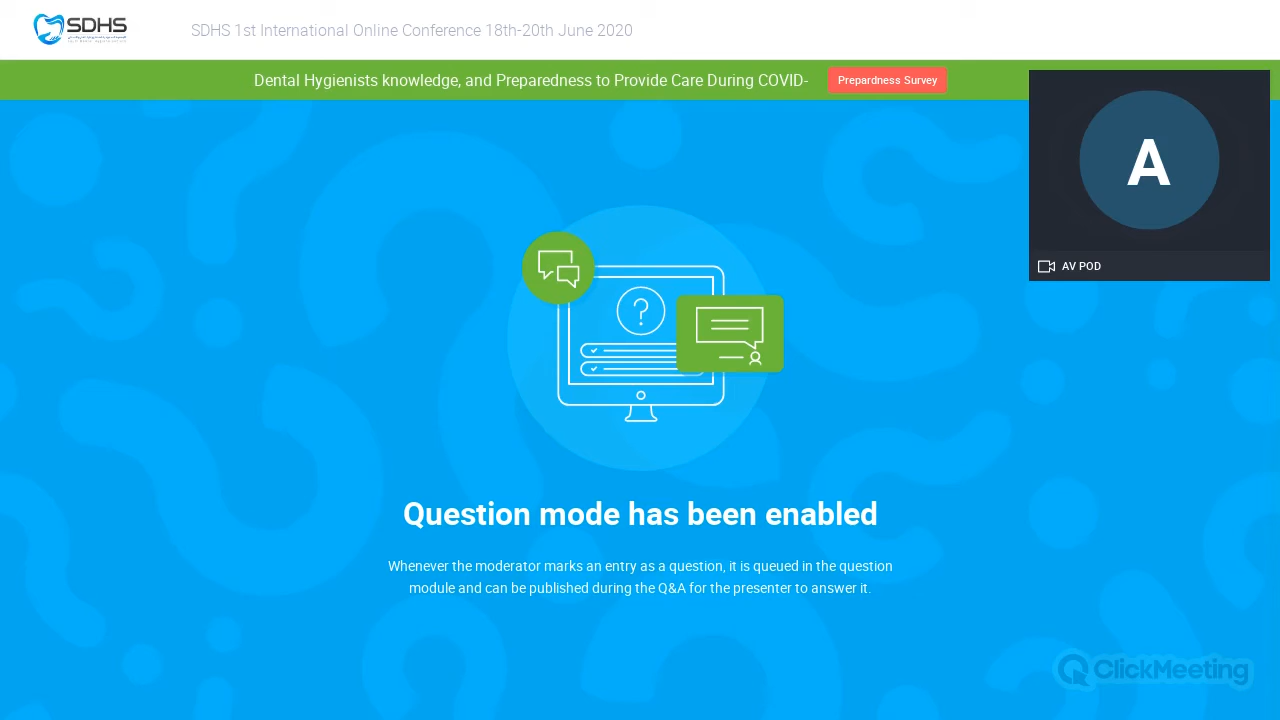 SDHS
SDHS 1st International Online Conference 18th-20th June 2020
Dental Hygienists knowledge, and Preparedness to Provide Care During COVID-
Prepardness Survey
A
AV POD
Question mode has been enabled
Whenever the moderator marks an entry as a question, it is queued in the question
module and can be published during the Q&A for the presenter to answer it.
ClickMeeting